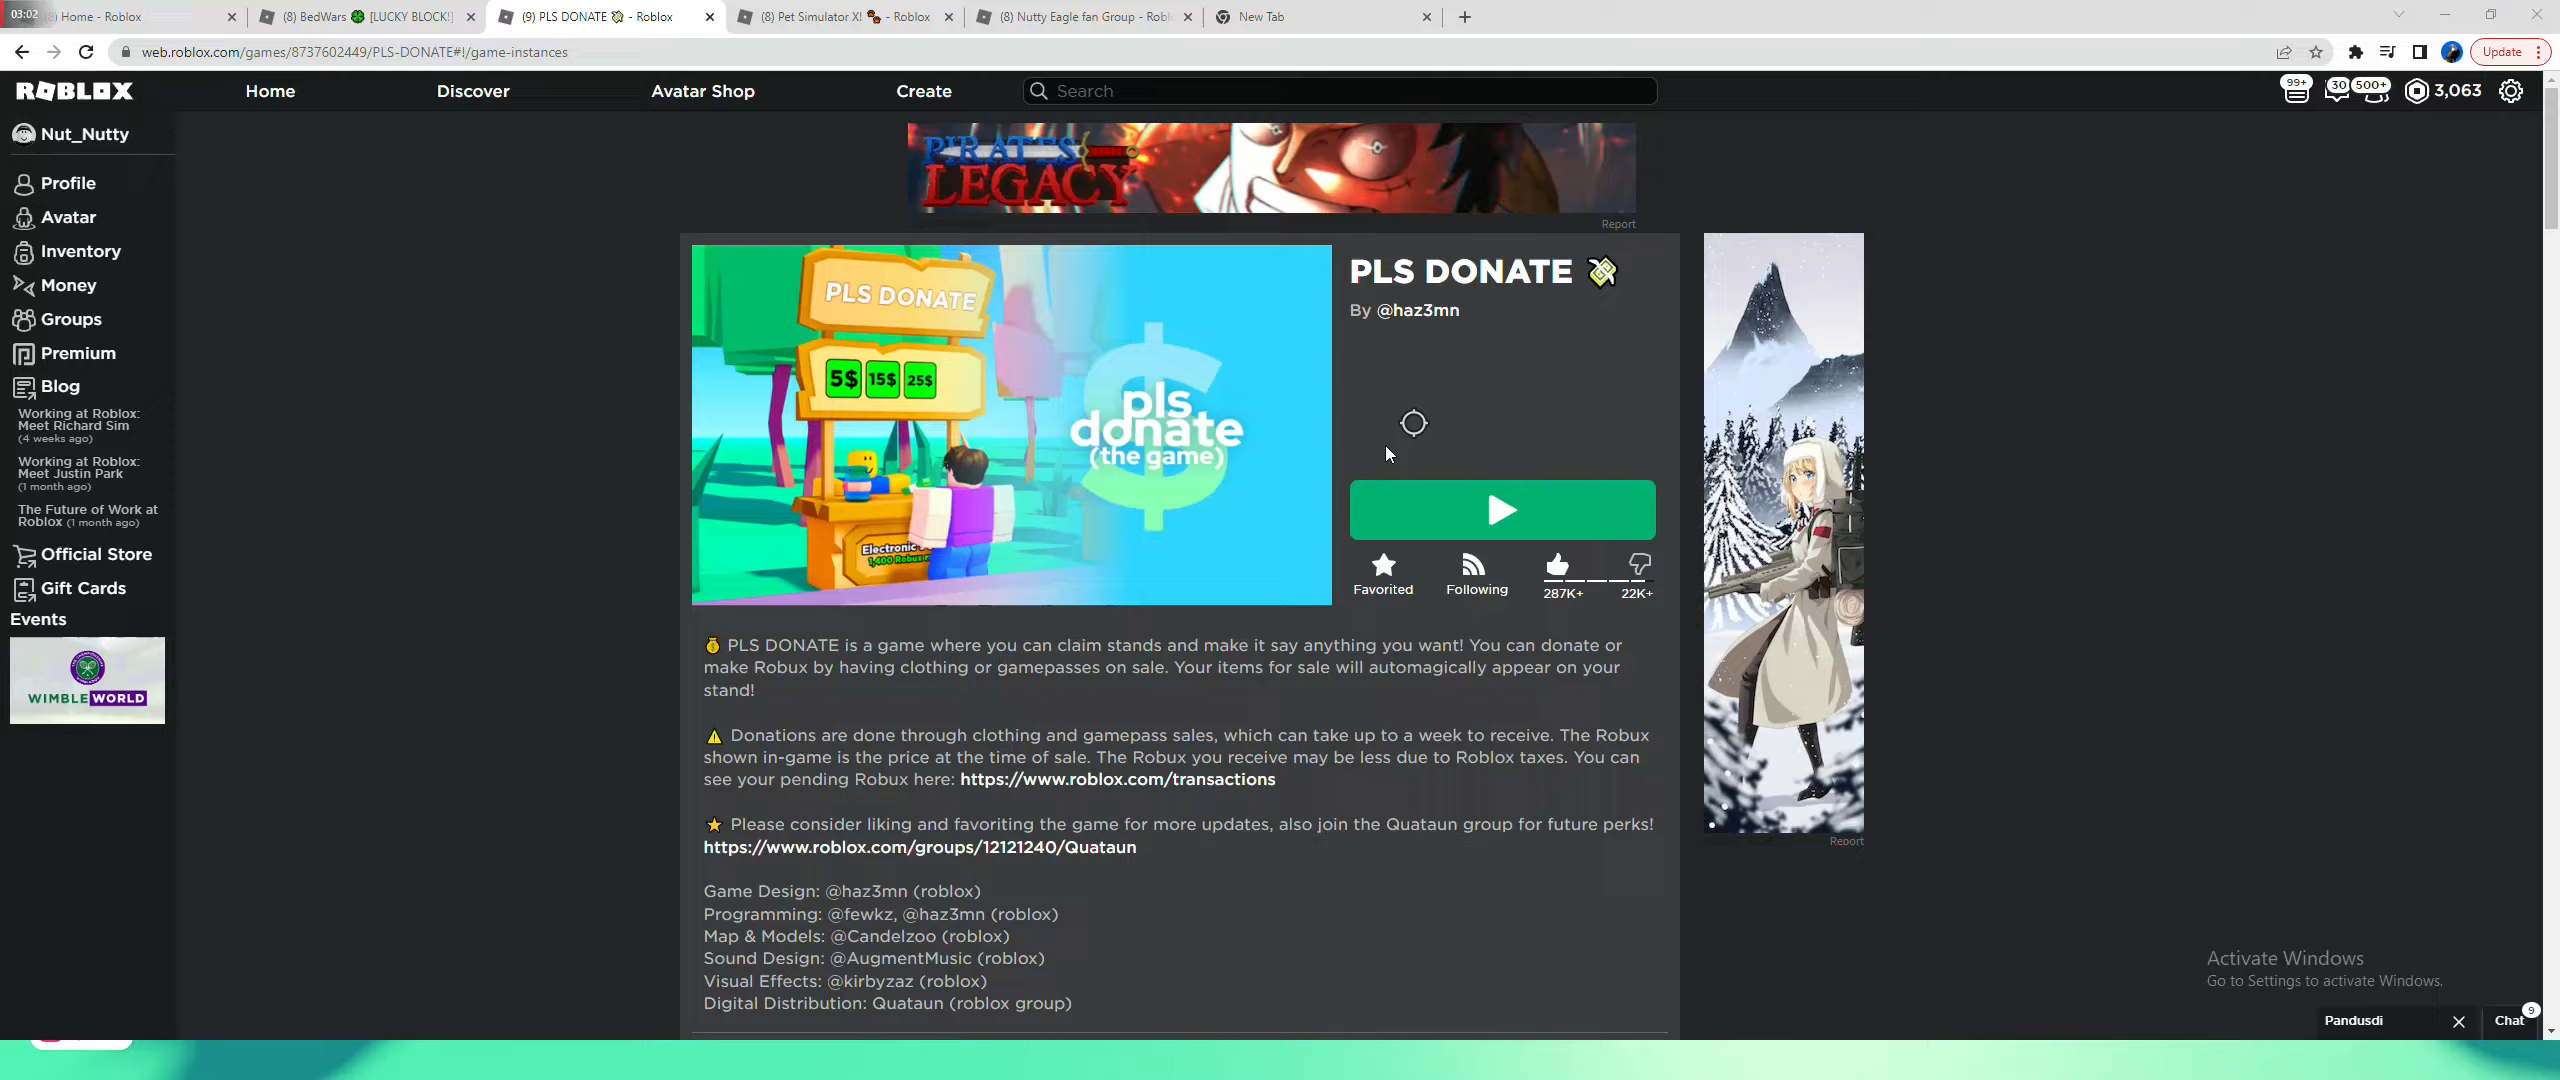 03:02
(8) Home - Roblox
(8) BedWars 🍀 [LUCKY BLOCK!]
(9) PLS DONATE 💸 - Roblox
(8) Pet Simulator X! - Roblox
(8) Nutty Eagle fan Group - Robl
New Tab
web.roblox.com/games/8737602449/PLS-DONATE#!/game-instances
Update
ROBLOX
Home
Discover
Avatar Shop
Create
Search
99+
30
500+
3,063
Nut_Nutty
Profile
Avatar
Inventory
Money
Groups
Premium
Blog
Working at Roblox:
Meet Richard Sim
(4 weeks ago)
Working at Roblox:
Meet Justin Park
(1 month ago)
The Future of Work at
Roblox (1 month ago)
Official Store
Gift Cards
Events
WIMBLEWORLD
PIRATES
LEGACY
Report
PLS DONATE
5$ 15$ 25$
Electronic
1,400 Robux
pls
donate
(the game)
PLS DONATE 💸
By @haz3mn
Favorited
Following
287K+
22K+
💰 PLS DONATE is a game where you can claim stands and make it say anything you want! You can donate or
make Robux by having clothing or gamepasses on sale. Your items for sale will automagically appear on your
stand!
⚠️ Donations are done through clothing and gamepass sales, which can take up to a week to receive. The Robux
shown in-game is the price at the time of sale. The Robux you receive may be less due to Roblox taxes. You can
see your pending Robux here: https://www.roblox.com/transactions
⭐ Please consider liking and favoriting the game for more updates, also join the Quataun group for future perks!
https://www.roblox.com/groups/12121240/Quataun
Game Design: @haz3mn (roblox)
Programming: @fewkz, @haz3mn (roblox)
Map & Models: @Candelzoo (roblox)
Sound Design: @AugmentMusic (roblox)
Visual Effects: @kirbyzaz (roblox)
Digital Distribution: Quataun (roblox group)
Report
Activate Windows
Go to Settings to activate Windows.
Pandusdi
Chat
9